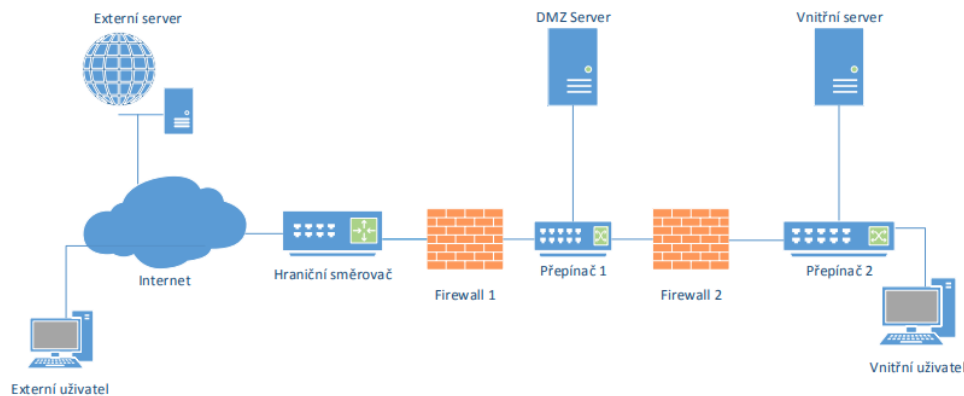 Externí server
DMZ Server
Vnitřní server
Internet
Hraniční směrovač
Firewall 1
Přepínač 1
Firewall 2
Přepínač 2
Externí uživatel
Vnitřní uživatel